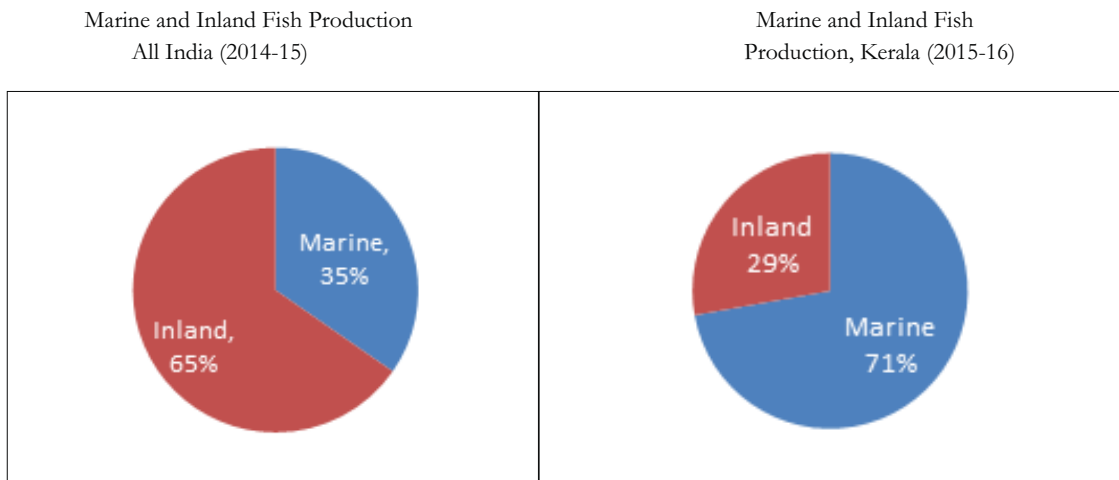 Marine and Inland Fish Production
All India (2014-15)
Marine and Inland Fish
Production, Kerala (2015-16)
Marine,
35%
Inland,
65%
Inland
29%
Marine
71%